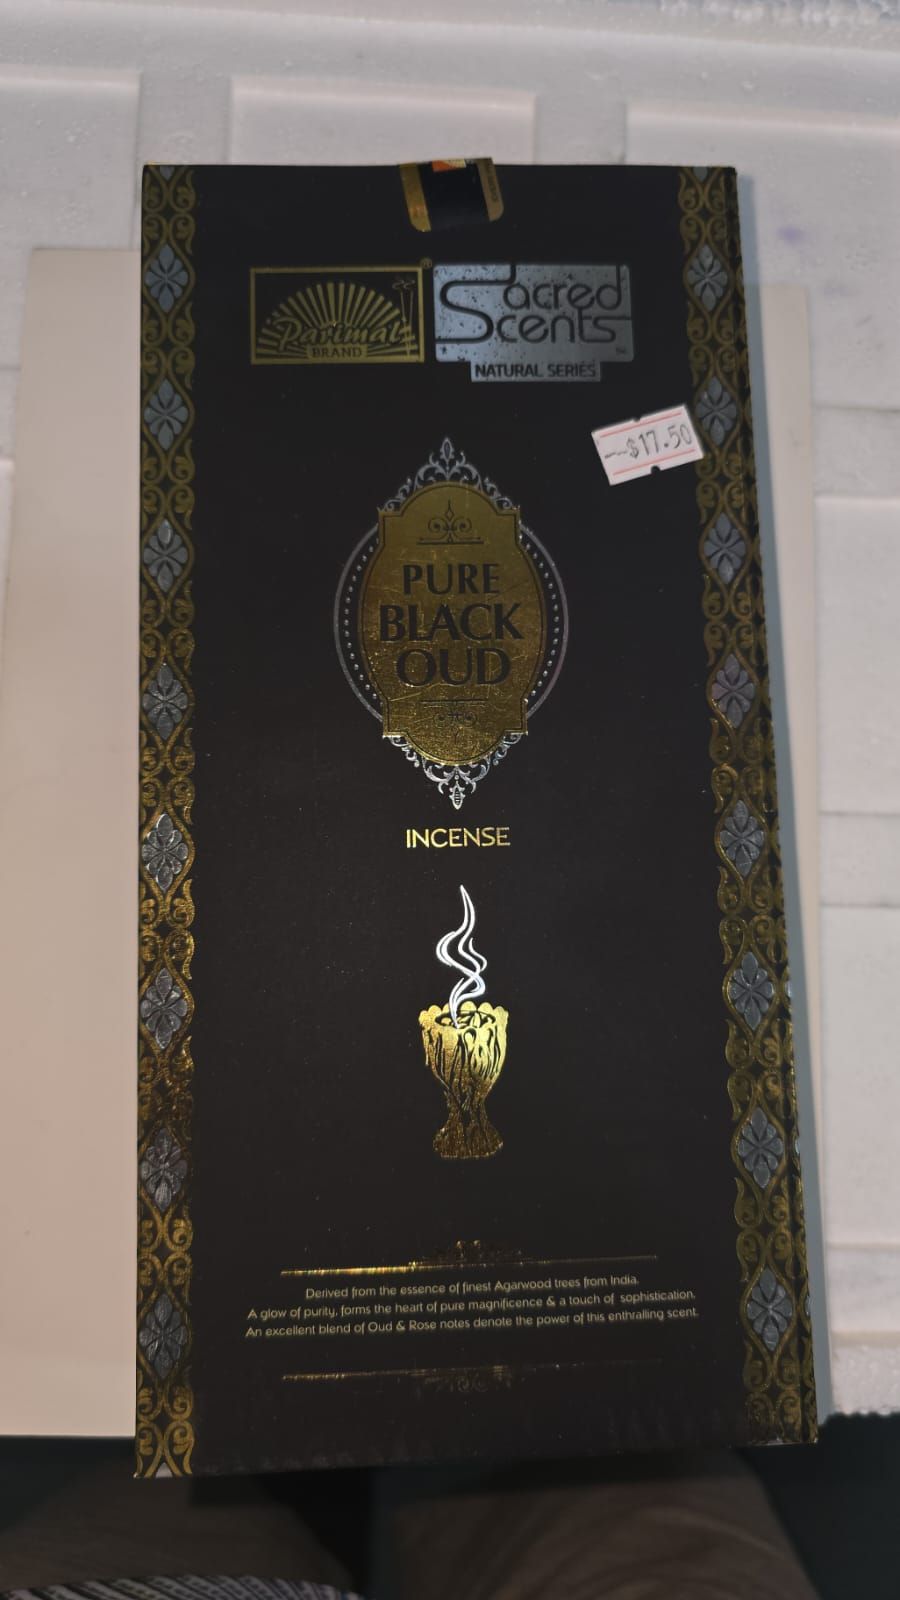 Parimal
BRAND
®
Sacred
Scents
NATURAL SERIES
--$17.50
PURE
BLACK
OUD
INCENSE
Derived from the essence of finest Agarwood trees from India.
A glow of purity, forms the heart of pure magnificence & a touch of sophistication.
An excellent blend of Oud & Rose notes denote the power of this enthralling scent.